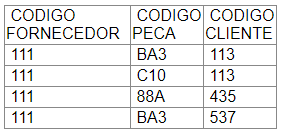 CODIGO CODIGO CODIGO
FORNECEDOR PECA CLIENTE
111 BA3 113
111 C10 113
111 88A 435
111 BA3 537